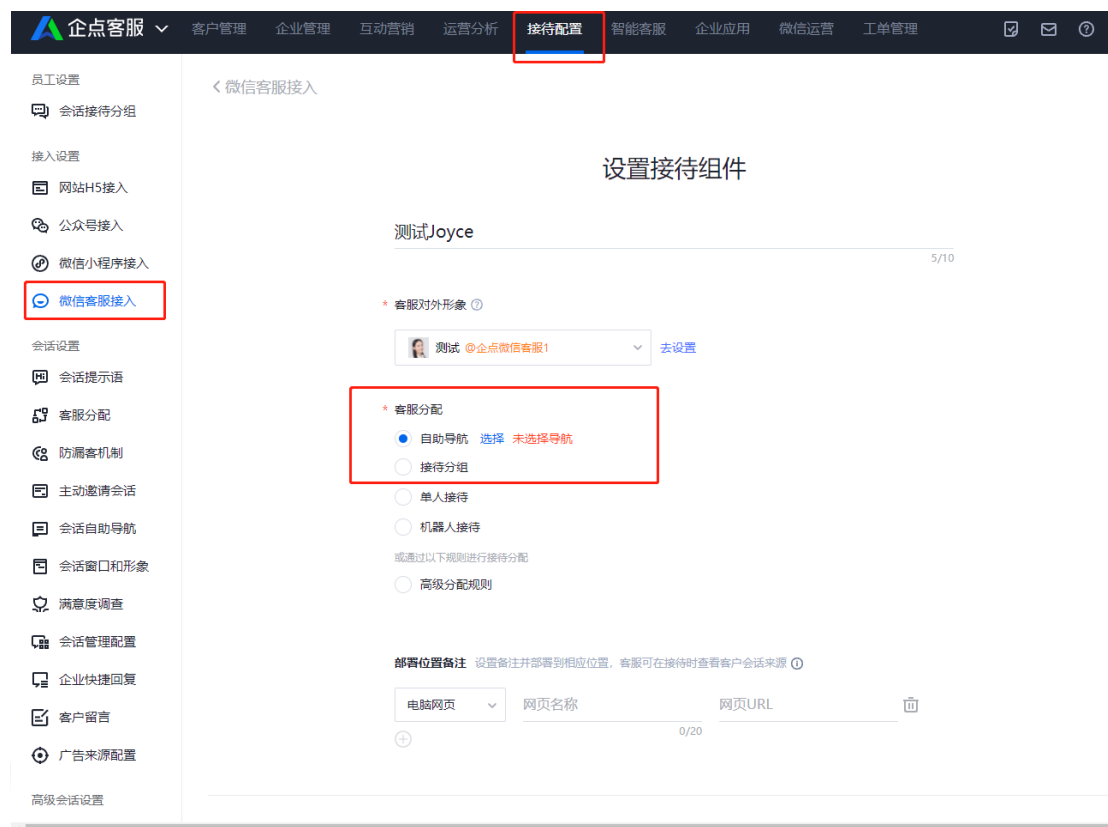 企点客服 客户管理 企业管理 互动营销 运营分析 接待配置 智能客服 企业应用 微信运营 工单管理
员工设置
会话接待分组
接入设置
网站H5接入
公众号接入
微信小程序接入
微信客服接入
会话设置
会话提示语
客服分配
防漏客机制
主动邀请会话
会话自助导航
会话窗口和形象
满意度调查
会话管理配置
企业快捷回复
客户留言
广告来源配置
高级会话设置
微信客服接入
设置接待组件
测试Joyce
5/10
* 客服对外形象
测试 @企点微信客服1 去设置
* 客服分配
自助导航 选择 未选择导航
接待分组
单人接待
机器人接待
或通过以下规则进行接待分配
高级分配规则
部署位置备注 设置备注并部署到相应位置，客服可在接待时查看客户会话来源
电脑网页 网页名称 网页URL
0/20